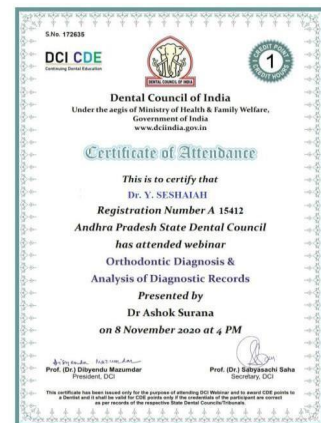 S.No. 172635
DCI CDE
Continuing Dental Education
DENTAL COUNCIL OF INDIA
CREDIT POINT
1
CREDIT HOURS
Dental Council of India
Under the aegis of Ministry of Health & Family Welfare,
Government of India
www.dciindia.gov.in
Certificate of Attendance
This is to certify that
Dr. Y. SESHAIAH
Registration Number A 15412
Andhra Pradesh State Dental Council
has attended webinar
Orthodontic Diagnosis &
Analysis of Diagnostic Records
Presented by
Dr Ashok Surana
on 8 November 2020 at 4 PM
Dibyendu Mazumdar
Prof. (Dr.) Dibyendu Mazumdar
President, DCI
Prof. (Dr.) Sabyasachi Saha
Secretary, DCI
This certificate has been issued only for the purpose of attending DCI Webinar and to award CDE points to
a Dentist and it shall be valid for CDE points only if the credentials of the participant are correct
as per records of the respective State Dental Councils/Tribunals.